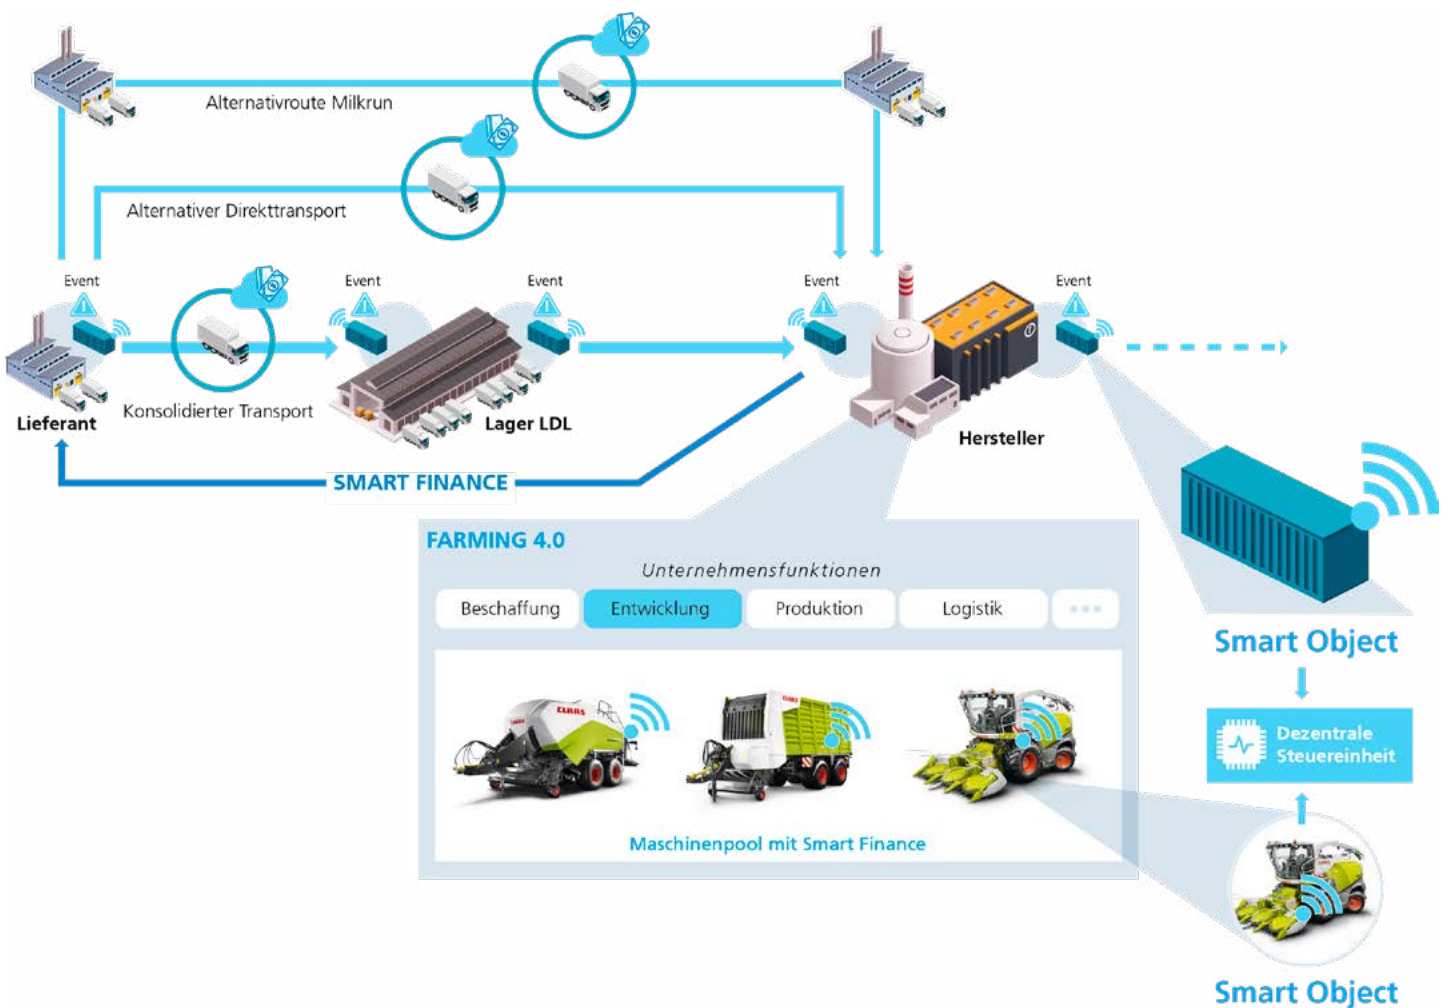 Alternativroute Milkrun
Alternativer Direkttransport
Event
Event
Event
Event
Event
Konsolidierter Transport
Lieferant
Lager LDL
Hersteller
SMART FINANCE
FARMING 4.0
Unternehmensfunktionen
Beschaffung
Entwicklung
Produktion
Logistik
...
CLAAS
Maschinenpool mit Smart Finance
Smart Object
Dezentrale
Steuereinheit
Smart Object